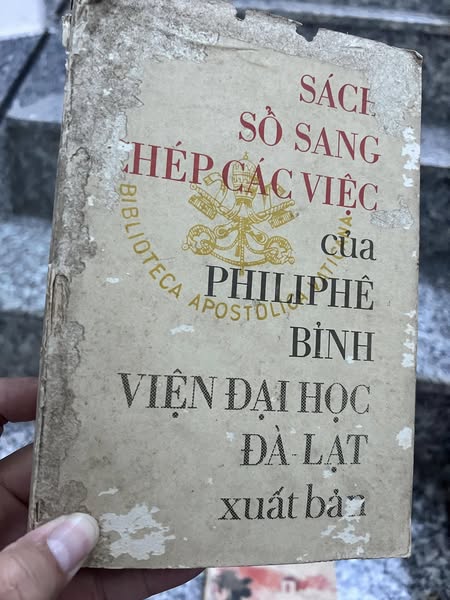 SÁCH
SỔ SANG
CHÉP CÁC VIỆC
của
PHILIPHÊ
BỈNH
BIBLIOTECA APOSTOLICA VATICANA
VIỆN ĐẠI HỌC
ĐÀ-LẠT
xuất bản